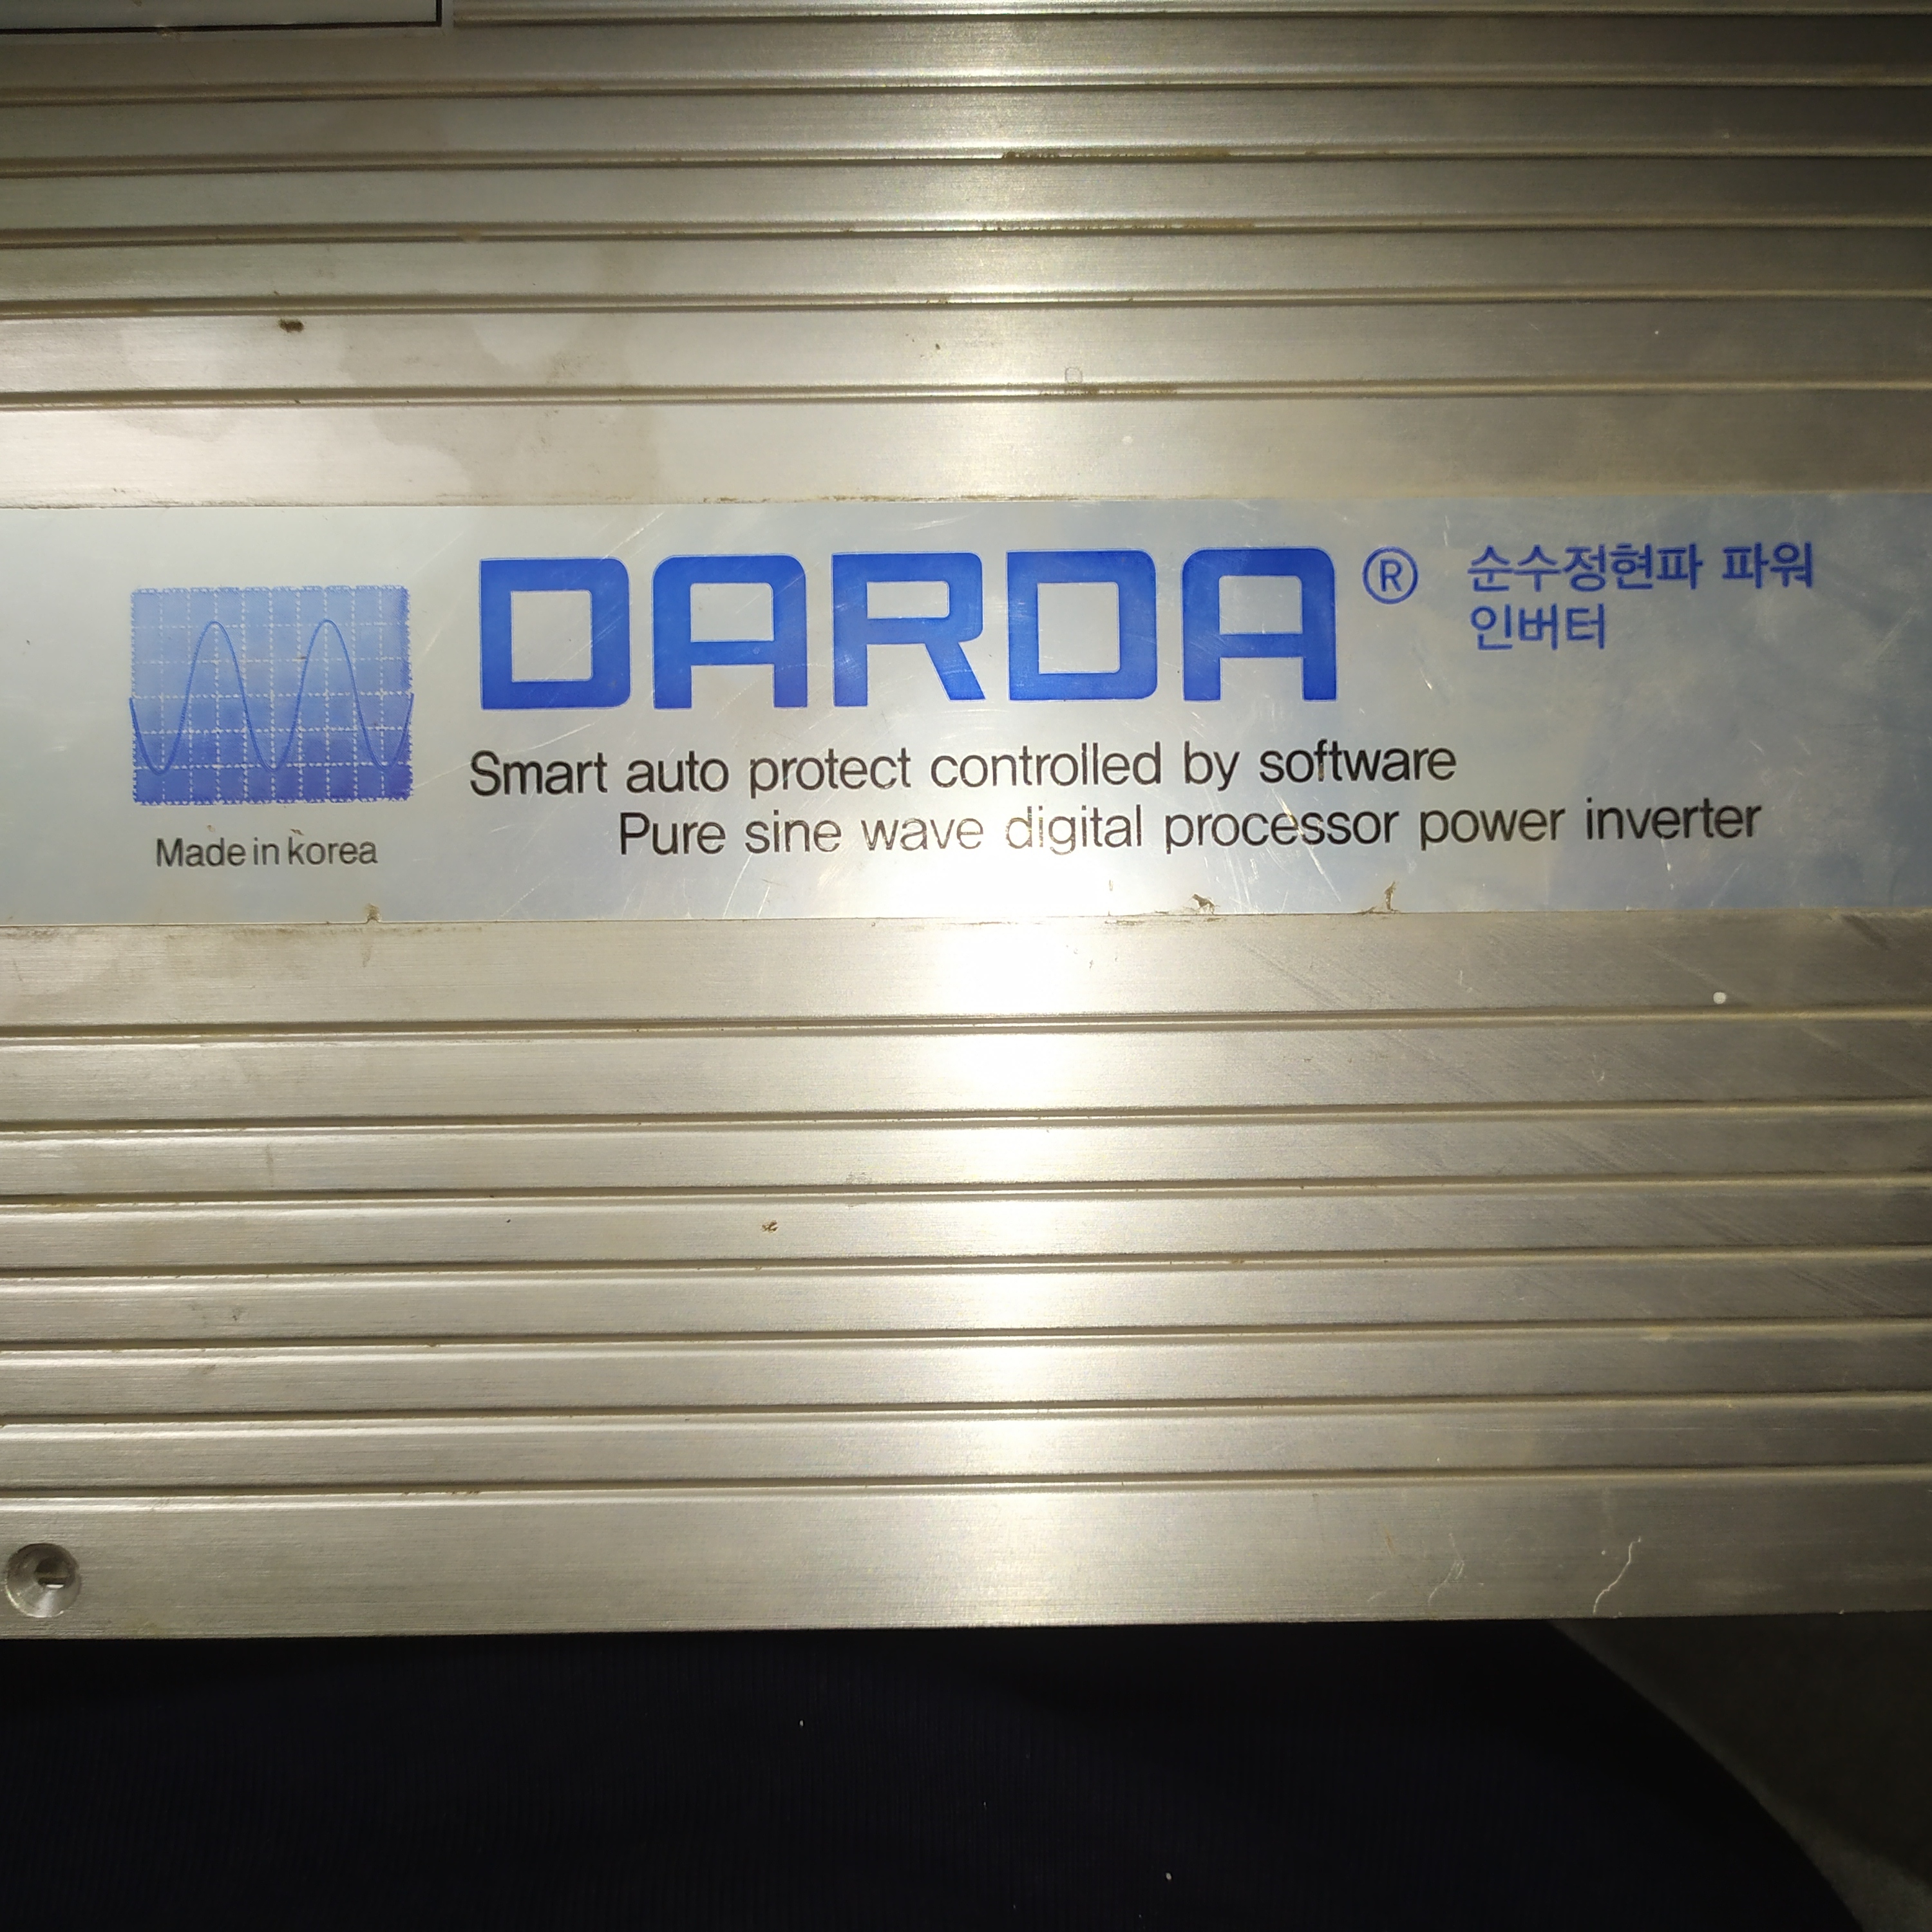 DARDA ® 순수정현파 파워
인버터
Smart auto protect controlled by software
Pure sine wave digital processor power inverter
Made in korea